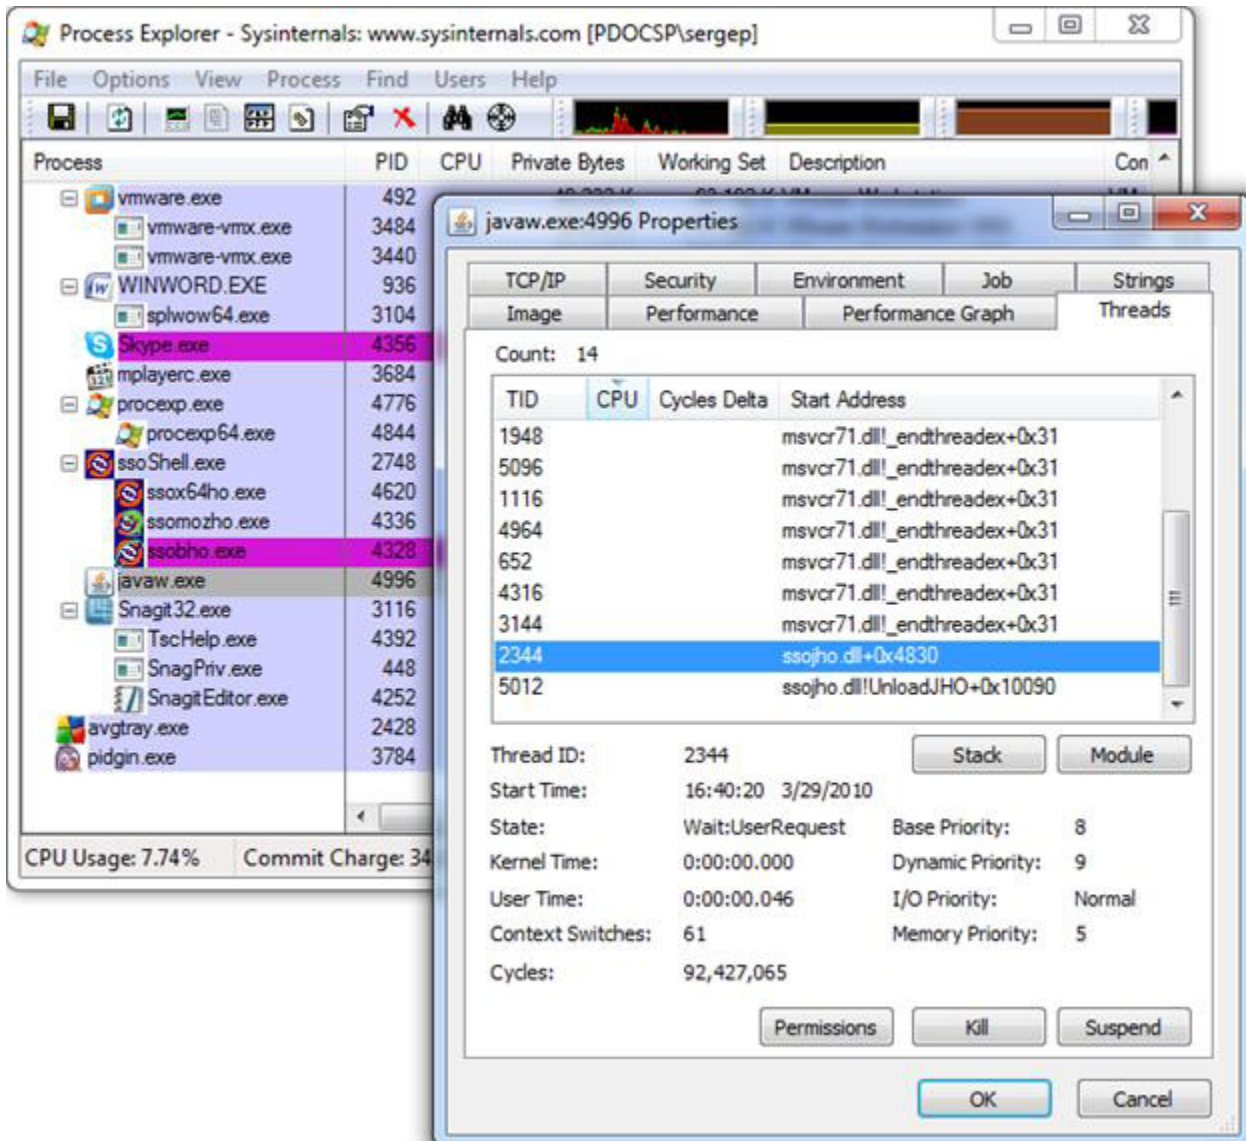 Process Explorer - Sysinternals: www.sysinternals.com [PDOCSP\sergep]
File Options View Process Find Users Help
Process PID CPU Private Bytes Working Set Description Con
vmware.exe 492
vmware-vmx.exe 3484
vmware-vmx.exe 3440
WINWORD.EXE 936
splwow64.exe 3104
Skype.exe 4356
mplayerc.exe 3684
procexp.exe 4776
procexp64.exe 4844
ssoShell.exe 2748
ssox64ho.exe 4620
ssomozho.exe 4336
ssobho.exe 4328
javaw.exe 4996
Snagit32.exe 3116
TscHelp.exe 4392
SnagPriv.exe 448
SnagitEditor.exe 4252
avgtray.exe 2428
pidgin.exe 3784
CPU Usage: 7.74% Commit Charge: 34
javaw.exe:4996 Properties
TCP/IP Security Environment Job Strings
Image Performance Performance Graph Threads
Count: 14
TID CPU Cycles Delta Start Address
1948 msvcr71.dll!_endthreadex+0x31
5096 msvcr71.dll!_endthreadex+0x31
1116 msvcr71.dll!_endthreadex+0x31
4964 msvcr71.dll!_endthreadex+0x31
652 msvcr71.dll!_endthreadex+0x31
4316 msvcr71.dll!_endthreadex+0x31
3144 msvcr71.dll!_endthreadex+0x31
2344 ssojho.dll+0x4830
5012 ssojho.dll!UnloadJHO+0x10090
Thread ID: 2344 Stack Module
Start Time: 16:40:20 3/29/2010
State: Wait:UserRequest Base Priority: 8
Kernel Time: 0:00:00.000 Dynamic Priority: 9
User Time: 0:00:00.046 I/O Priority: Normal
Context Switches: 61 Memory Priority: 5
Cycles: 92,427,065
Permissions Kill Suspend
OK Cancel